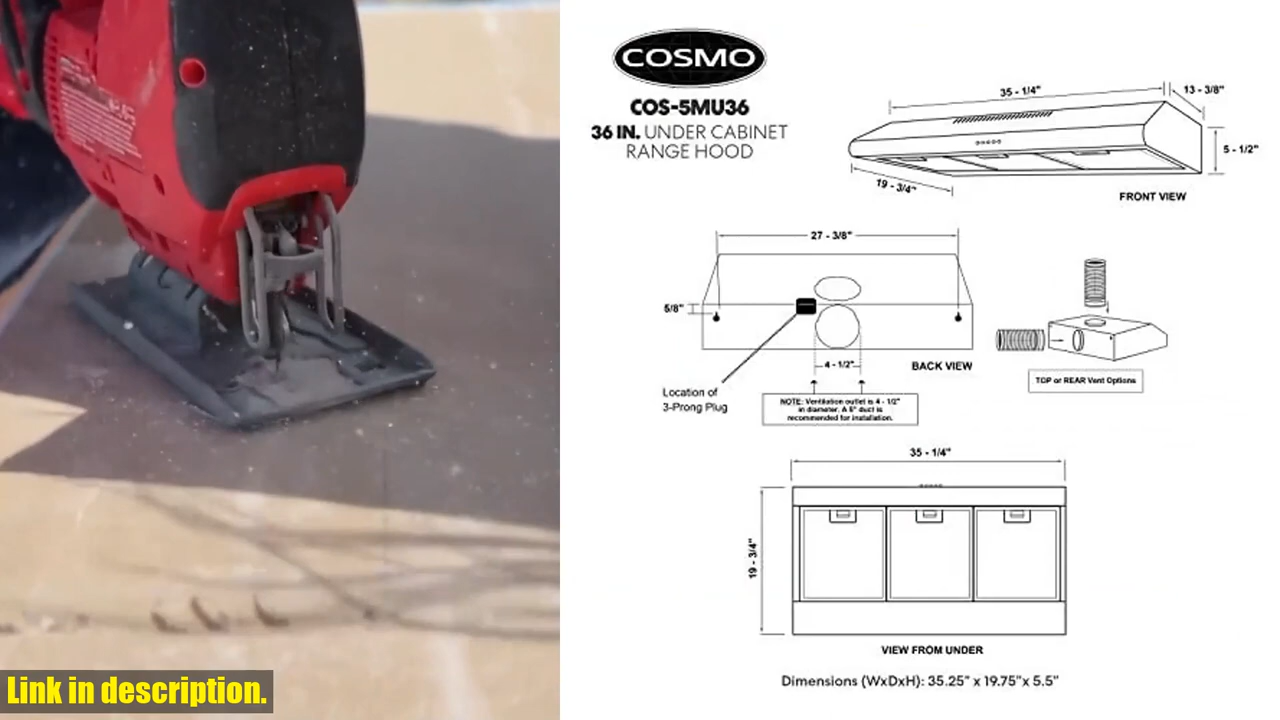 COSMO
COS-5MU36
36 IN. UNDER CABINET
RANGE HOOD
35 - 1/4"
13 - 3/8"
5 - 1/2"
19 - 3/4"
FRONT VIEW
27 - 3/8"
5/8"
4 - 1/2"
BACK VIEW
Location of
3-Prong Plug
NOTE: Ventilation outlet is 4 - 1/2"
in diameter. A 5" duct is
recommended for installation.
TOP or REAR Vent Options
35 - 1/4"
19 - 3/4"
VIEW FROM UNDER
Dimensions (WxDxH): 35.25" x 19.75"x 5.5"
Link in description.